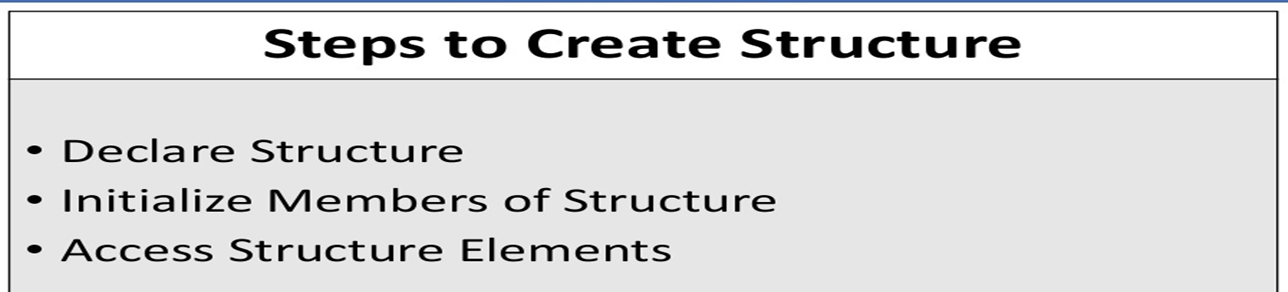 Steps to Create Structure
• Declare Structure
• Initialize Members of Structure
• Access Structure Elements